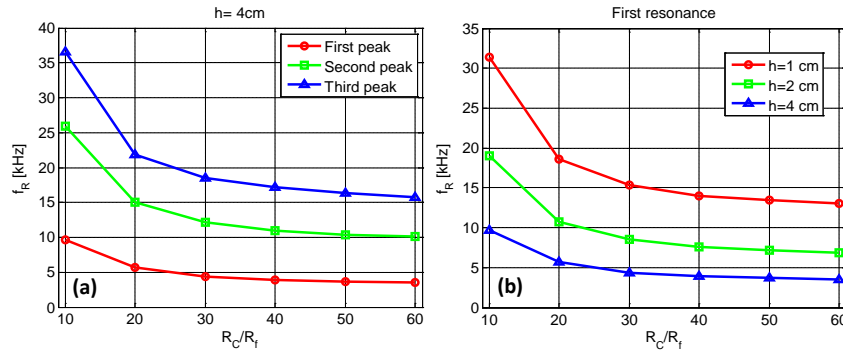 h= 4cm
40
35
30
25
20
15
10
5
0
f_R [kHz]
First peak
Second peak
Third peak
(a)
10 20 30 40 50 60
R_C/R_f
First resonance
35
30
25
20
15
10
5
0
f_R [kHz]
h=1 cm
h=2 cm
h=4 cm
(b)
10 20 30 40 50 60
R_C/R_f